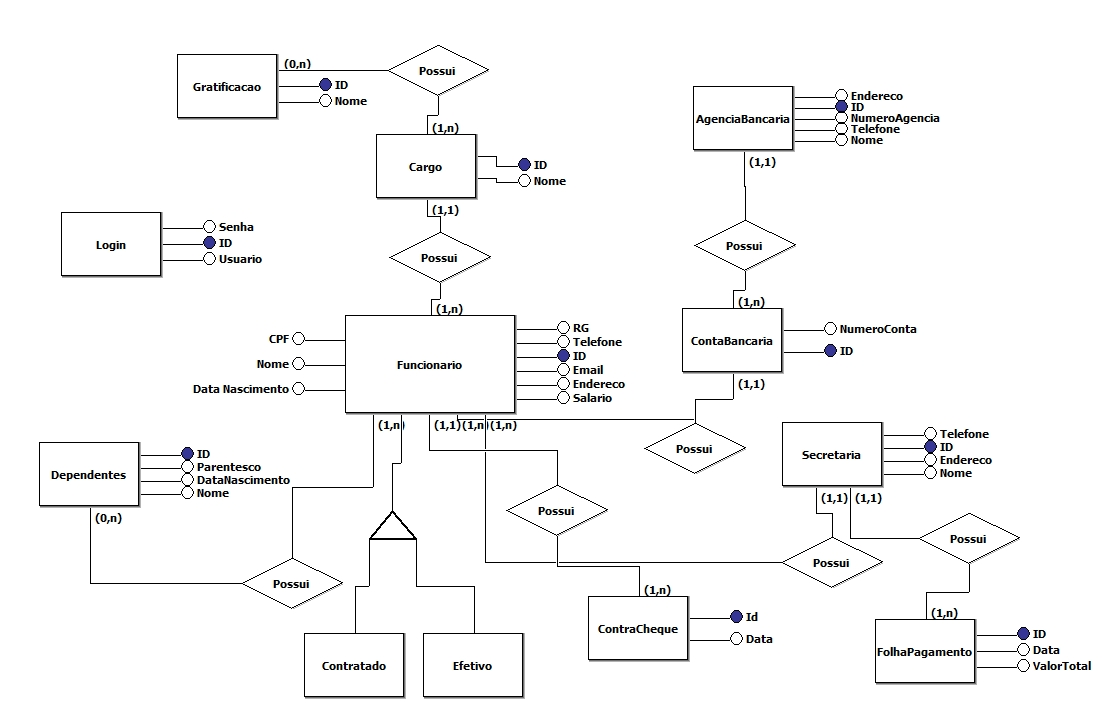 (0,n)
Possui
Gratificacao
ID
Nome
(1,n)
Cargo
ID
Nome
(1,1)
Possui
(1,n)
AgenciaBancaria
Endereco
ID
NumeroAgencia
Telefone
Nome
(1,1)
Possui
(1,n)
ContaBancaria
NumeroConta
ID
(1,1)
Possui
Login
Senha
ID
Usuario
CPF
Nome
Data Nascimento
Funcionario
RG
Telefone
ID
Email
Endereco
Salario
(1,n)
(1,1)
(1,n)
(1,n)
Dependentes
ID
Parentesco
DataNascimento
Nome
(0,n)
Possui
Contratado
Efetivo
Possui
(1,n)
ContraCheque
Id
Data
Secretaria
Telefone
ID
Endereco
Nome
(1,1)
(1,1)
Possui
Possui
(1,n)
FolhaPagamento
ID
Data
ValorTotal